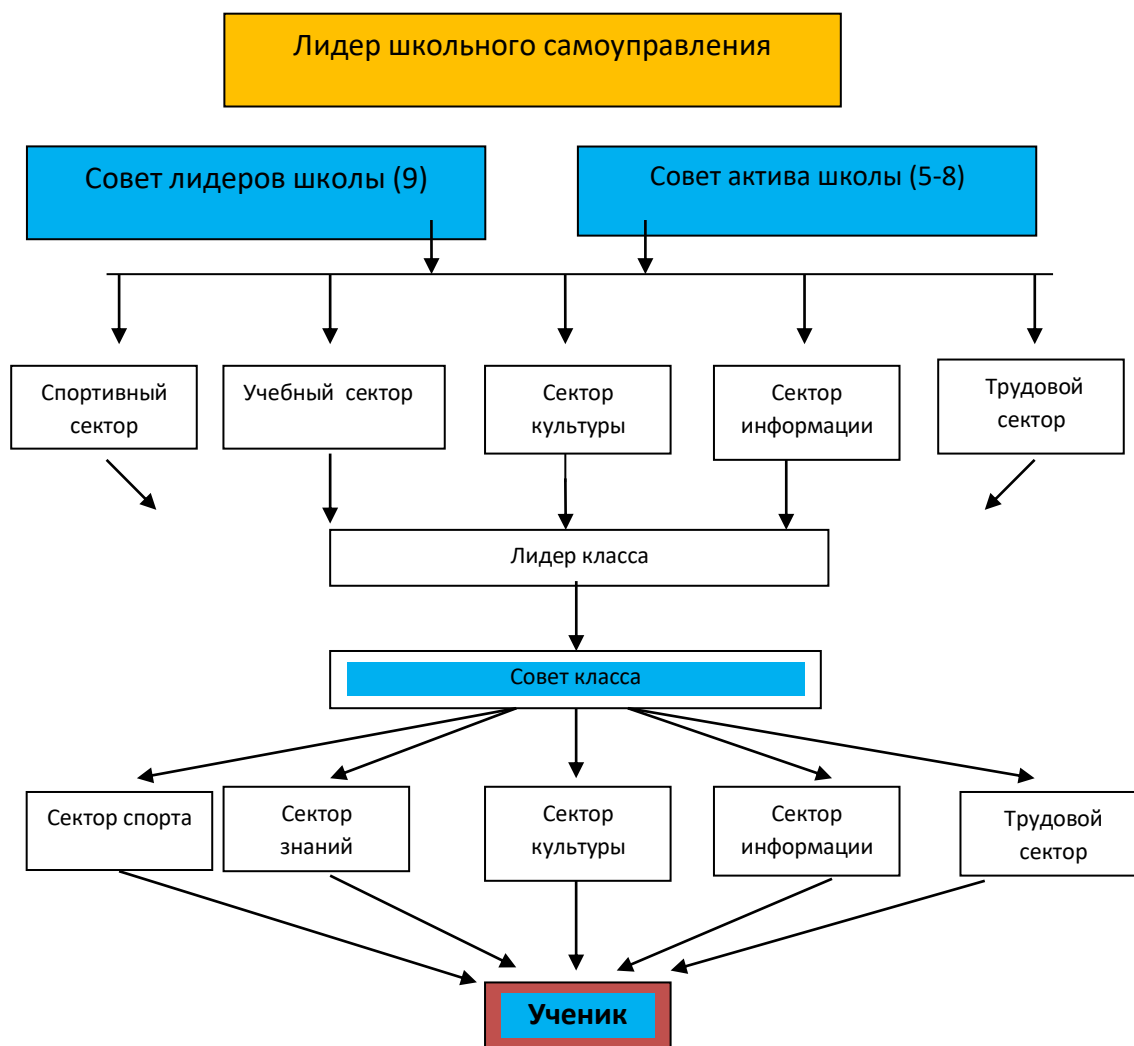 Лидер школьного самоуправления
Совет лидеров школы (9)
Совет актива школы (5-8)
Спортивный
сектор
Учебный  сектор
Сектор
культуры
Сектор
информации
Трудовой
сектор
Лидер класса
Совет класса
Сектор спорта
Сектор
знаний
Сектор
культуры
Сектор
информации
Трудовой
сектор
Ученик